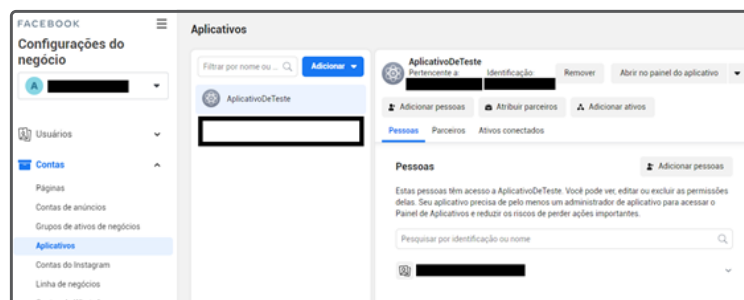 FACEBOOK
Configurações do
negócio
A
Usuários
Contas
Páginas
Contas de anúncios
Grupos de ativos de negócios
Aplicativos
Contas do Instagram
Linha de negócios
Aplicativos
Filtrar por nome ou ...
Adicionar
AplicativoDeTeste
AplicativoDeTeste
Pertencente a:
Identificação:
Remover
Abrir no painel do aplicativo
Adicionar pessoas
Atribuir parceiros
Adicionar ativos
Pessoas
Parceiros
Ativos conectados
Pessoas
Adicionar pessoas
Estas pessoas têm acesso a AplicativoDeTeste. Você pode ver, editar ou excluir as permissões
delas. Seu aplicativo precisa de pelo menos um administrador de aplicativo para acessar o
Painel de Aplicativos e reduzir os riscos de perder ações importantes.
Pesquisar por identificação ou nome